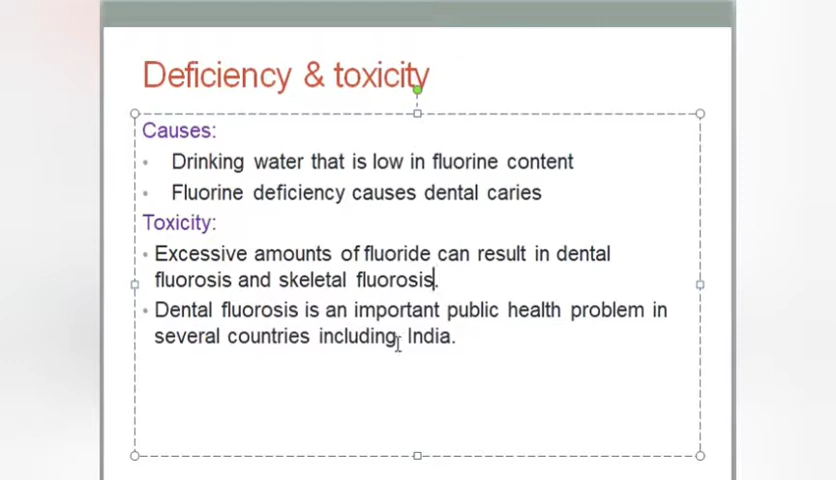 Deficiency & toxicity
Causes:
• Drinking water that is low in fluorine content
• Fluorine deficiency causes dental caries
Toxicity:
• Excessive amounts of fluoride can result in dental
fluorosis and skeletal fluorosis.
• Dental fluorosis is an important public health problem in
several countries including India.